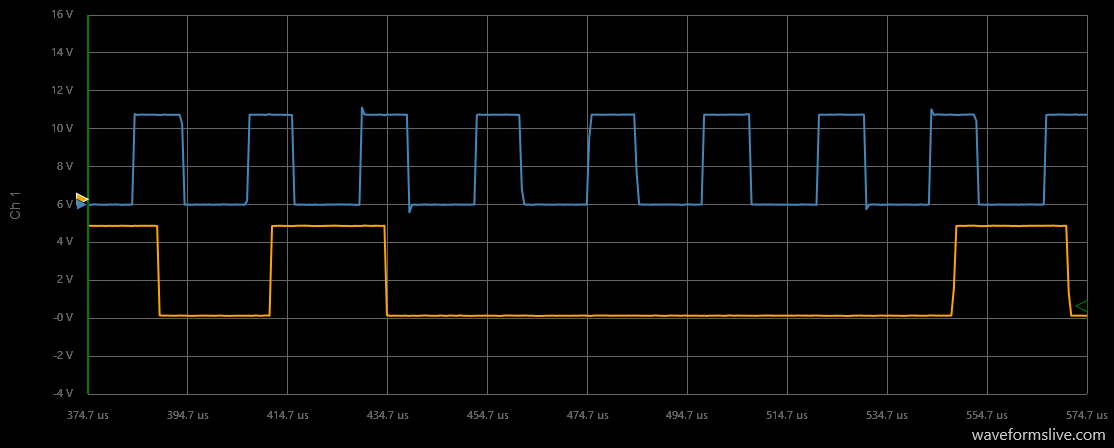 16 V
14 V
12 V
10 V
8 V
6 V
4 V
2 V
-0 V
-2 V
-4 V
Ch 1
374.7 us 394.7 us 414.7 us 434.7 us 454.7 us 474.7 us 494.7 us 514.7 us 534.7 us 554.7 us 574.7 us
waveformslive.com